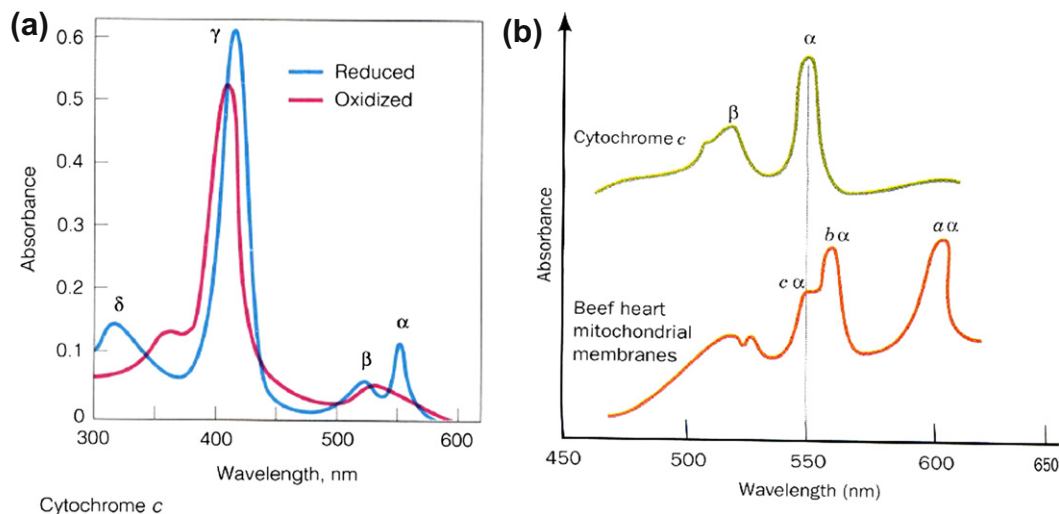 (a)
0.6
0.5
0.4
0.3
0.2
0.1
0
Absorbance
γ
Reduced
Oxidized
δ
β
α
300
400
500
600
Wavelength, nm
Cytochrome c
(b)
Absorbance
α
β
Cytochrome c
c α
b α
a α
Beef heart
mitochondrial
membranes
450
500
550
600
650
Wavelength (nm)